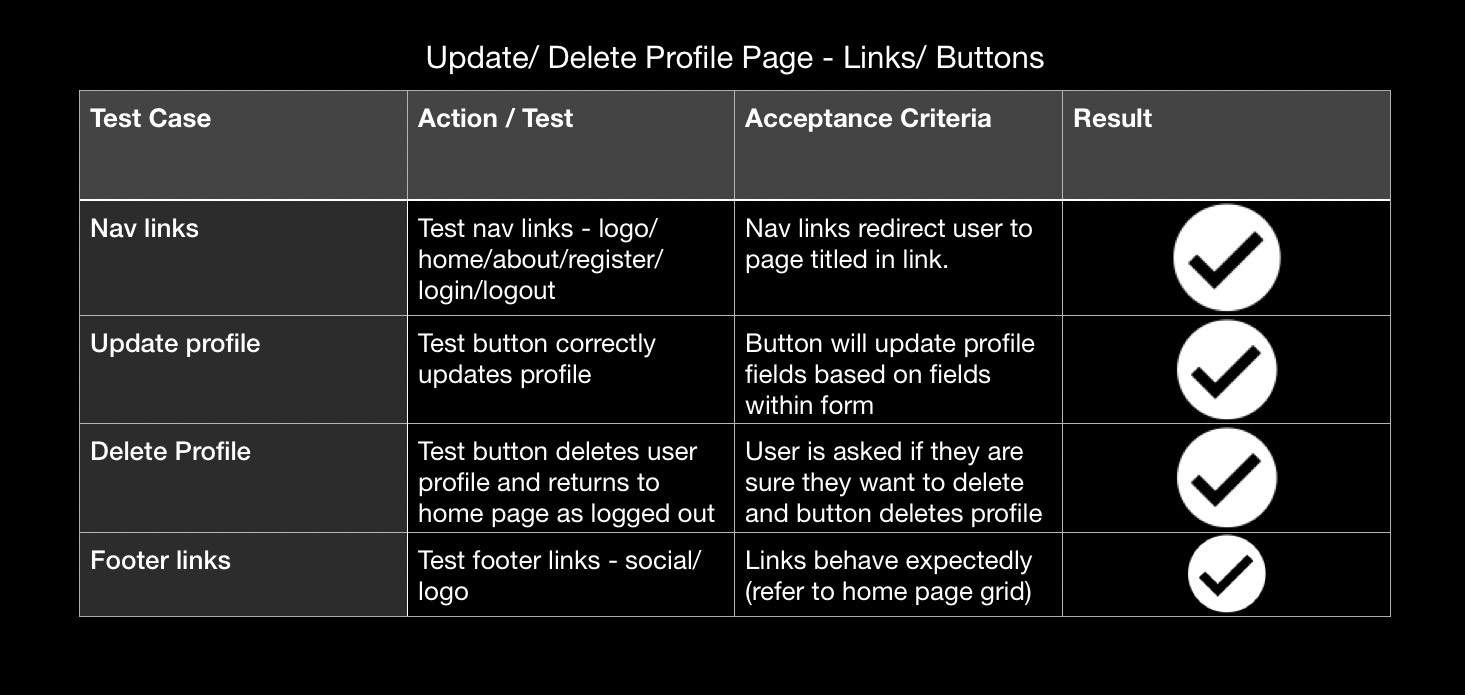 Update/ Delete Profile Page - Links/ Buttons
Test Case
Action / Test
Acceptance Criteria
Result
Nav links
Test nav links - logo/
home/about/register/
login/logout
Nav links redirect user to
page titled in link.
Update profile
Test button correctly
updates profile
Button will update profile
fields based on fields
within form
Delete Profile
Test button deletes user
profile and returns to
home page as logged out
User is asked if they are
sure they want to delete
and button deletes profile
Footer links
Test footer links - social/
logo
Links behave expectedly
(refer to home page grid)